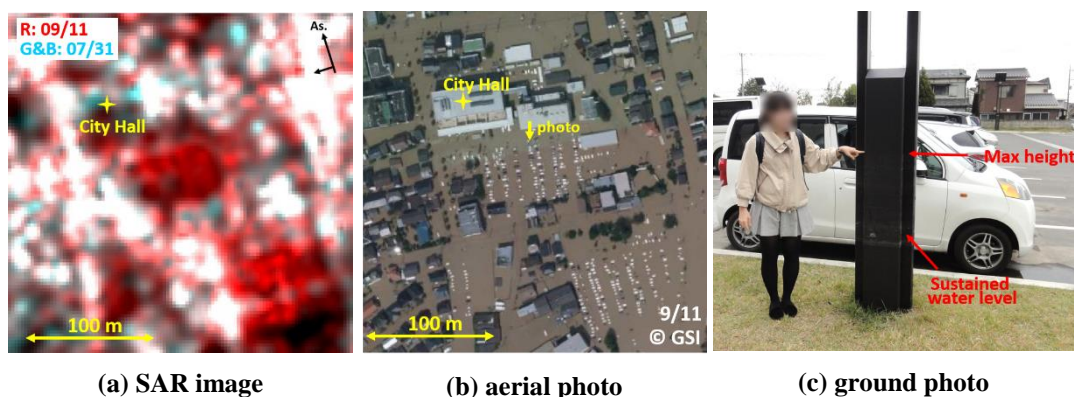 R: 09/11
G&B: 07/31
As.
City Hall
100 m
City Hall
photo
9/11
100 m
© GSI
Max height
Sustained
water level
(a) SAR image
(b) aerial photo
(c) ground photo